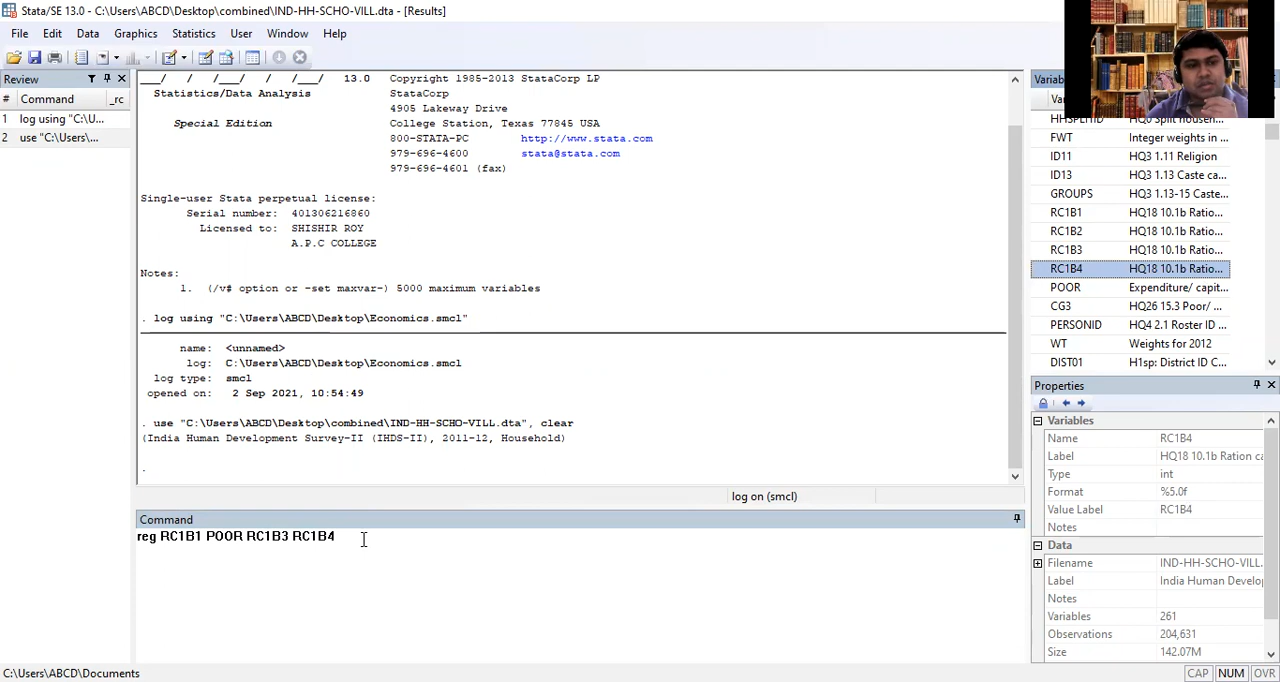 Stata/SE 13.0 - C:\Users\ABCD\Desktop\combined\IND-HH-SCHO-VILL.dta - [Results]
File Edit Data Graphics Statistics User Window Help
Review
# Command _rc
1 log using "C:\U...
2 use "C:\Users\...
___/ / /___/ / /___/ 13.0 Copyright 1985-2013 StataCorp LP
Statistics/Data Analysis StataCorp
4905 Lakeway Drive
Special Edition College Station, Texas 77845 USA
800-STATA-PC http://www.stata.com
979-696-4600 stata@stata.com
979-696-4601 (fax)
Single-user Stata perpetual license:
Serial number: 401306216860
Licensed to: SHISHIR ROY
A.P.C COLLEGE
Notes:
1. (/v# option or -set maxvar-) 5000 maximum variables
. log using "C:\Users\ABCD\Desktop\Economics.smcl"
name: <unnamed>
log: C:\Users\ABCD\Desktop\Economics.smcl
log type: smcl
opened on: 2 Sep 2021, 10:54:49
. use "C:\Users\ABCD\Desktop\combined\IND-HH-SCHO-VILL.dta", clear
(India Human Development Survey-II (IHDS-II), 2011-12, Household)
.
log on (smcl)
Command
reg RC1B1 POOR RC1B3 RC1B4
FWT Integer weights in ...
ID11 HQ3 1.11 Religion
ID13 HQ3 1.13 Caste ca...
GROUPS HQ3 1.13-15 Caste...
RC1B1 HQ18 10.1b Ratio...
RC1B2 HQ18 10.1b Ratio...
RC1B3 HQ18 10.1b Ratio...
RC1B4 HQ18 10.1b Ratio...
POOR Expenditure/ capit...
CG3 HQ26 15.3 Poor/ ...
PERSONID HQ4 2.1 Roster ID ...
WT Weights for 2012
DIST01 H1sp: District ID C...
Properties
Variables
Name RC1B4
Label HQ18 10.1b Ration ca
Type int
Format %5.0f
Value Label RC1B4
Notes
Data
Filename IND-HH-SCHO-VILL.
Label India Human Develo
Notes
Variables 261
Observations 204,631
Size 142.07M
C:\Users\ABCD\Documents
CAP NUM OVR